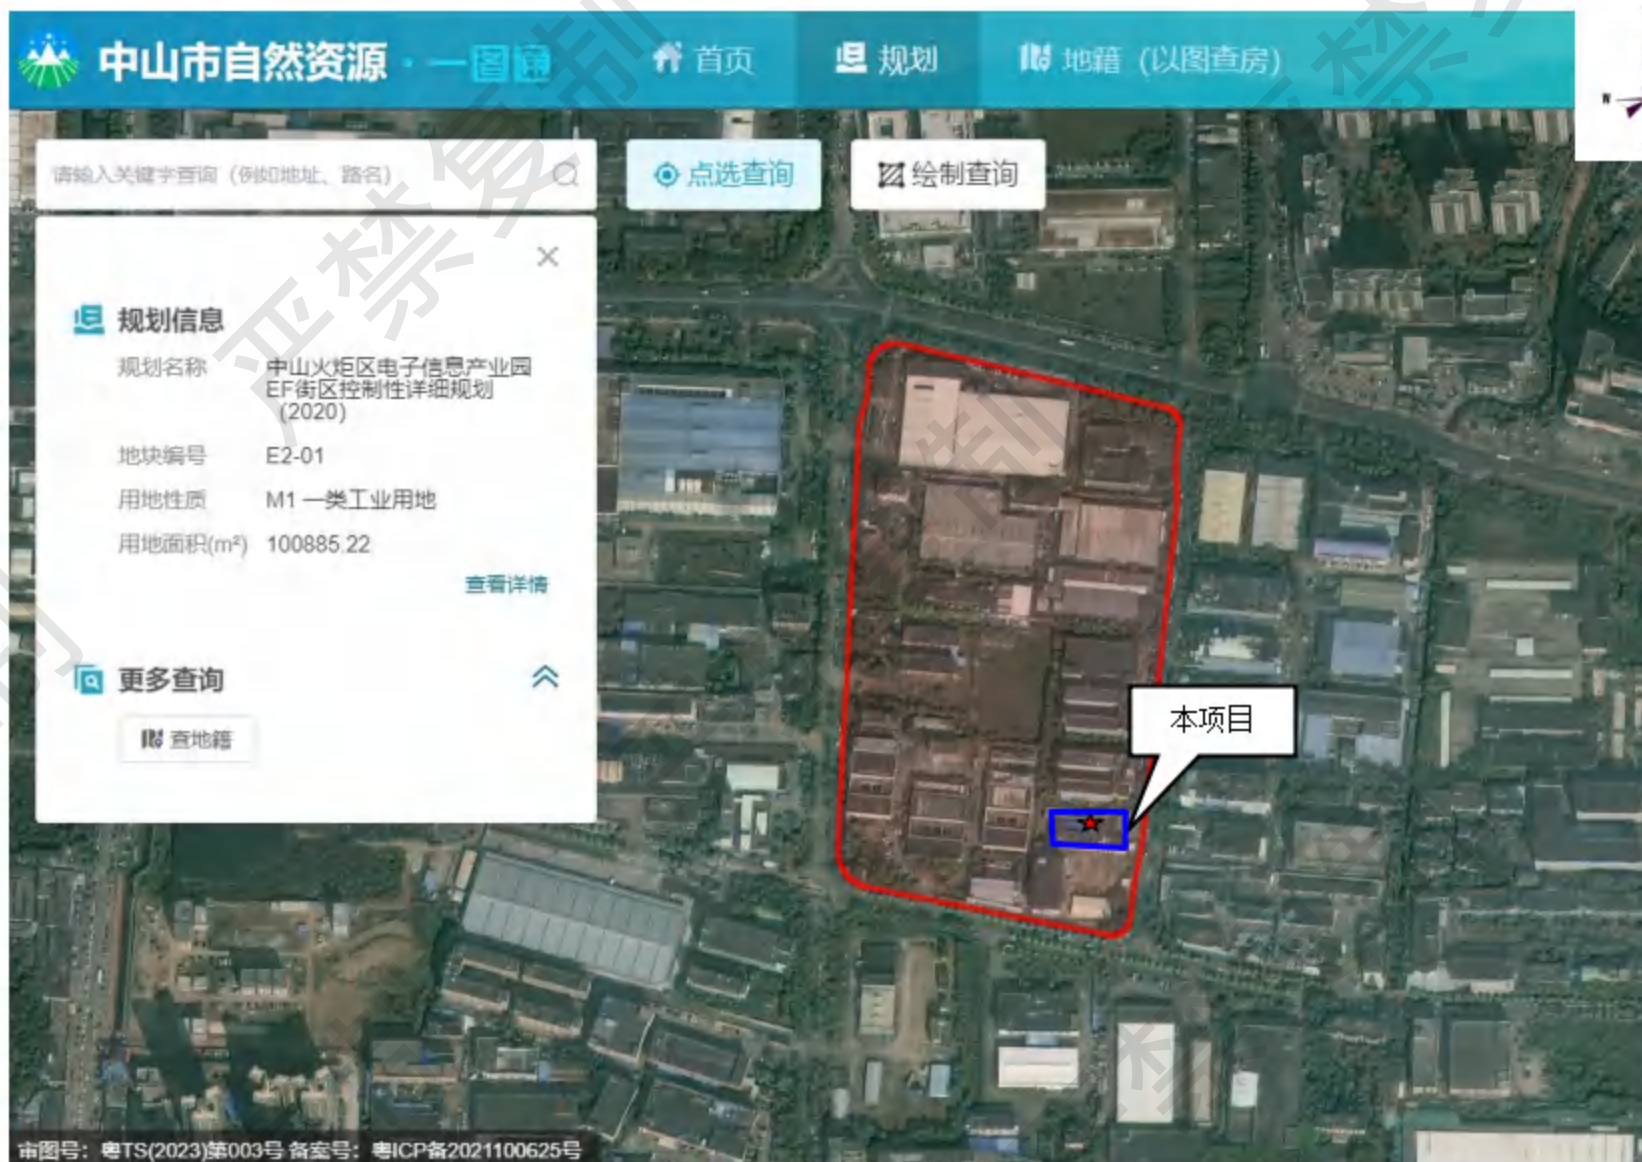 中山市自然资源·一图通
首页
规划
地籍（以图查房）
N
请输入关键字查询（例如地址、路名）
点选查询
绘制查询
规划信息
规划名称 中山火炬区电子信息产业园
EF街区控制性详细规划
（2020）
地块编号 E2-01
用地性质 M1 一类工业用地
用地面积(m²) 100885.22
查看详情
更多查询
查地籍
本项目
审图号：粤TS(2023)第003号 备案号：粤ICP备2021100625号
严禁复制